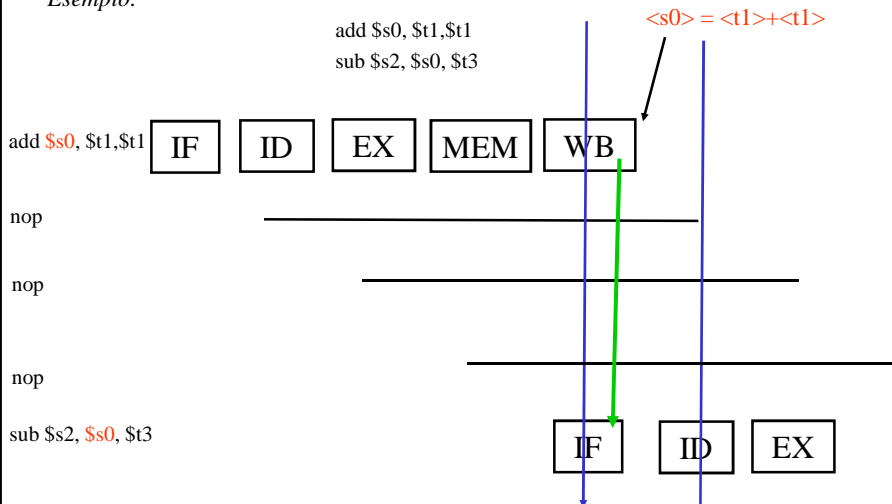 Esempio:
<s0> = <t1>+<t1>
add $s0, $t1,$t1
sub $s2, $s0, $t3
add $s0, $t1,$t1 IF ID EX MEM WB
nop
nop
nop
sub $s2, $s0, $t3 IF ID EX